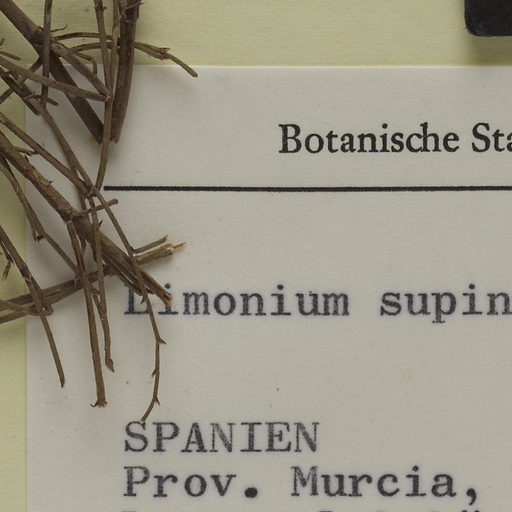 Botanische Sta
Limonium supin
SPANIEN
Prov. Murcia,